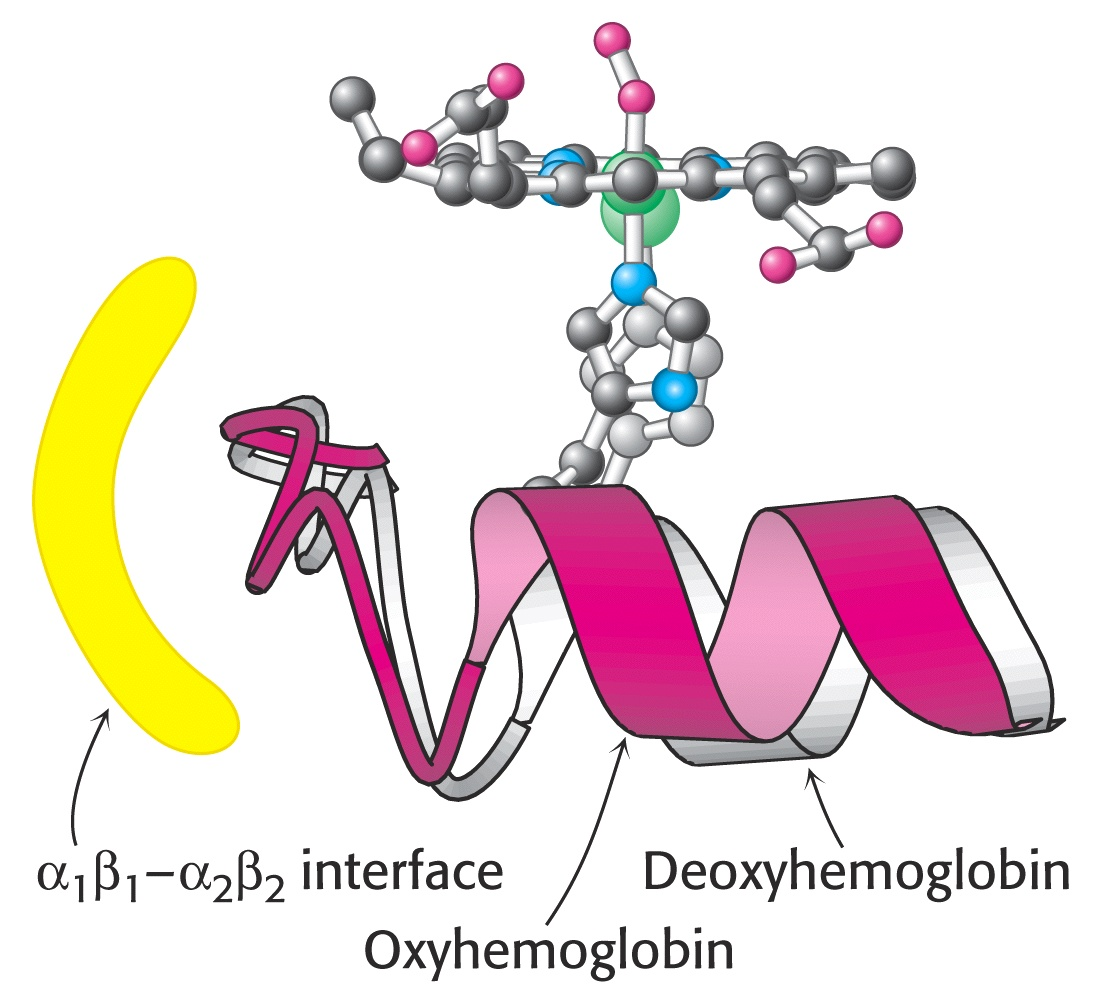 α₁β₁–α₂β₂ interface
Deoxyhemoglobin
Oxyhemoglobin